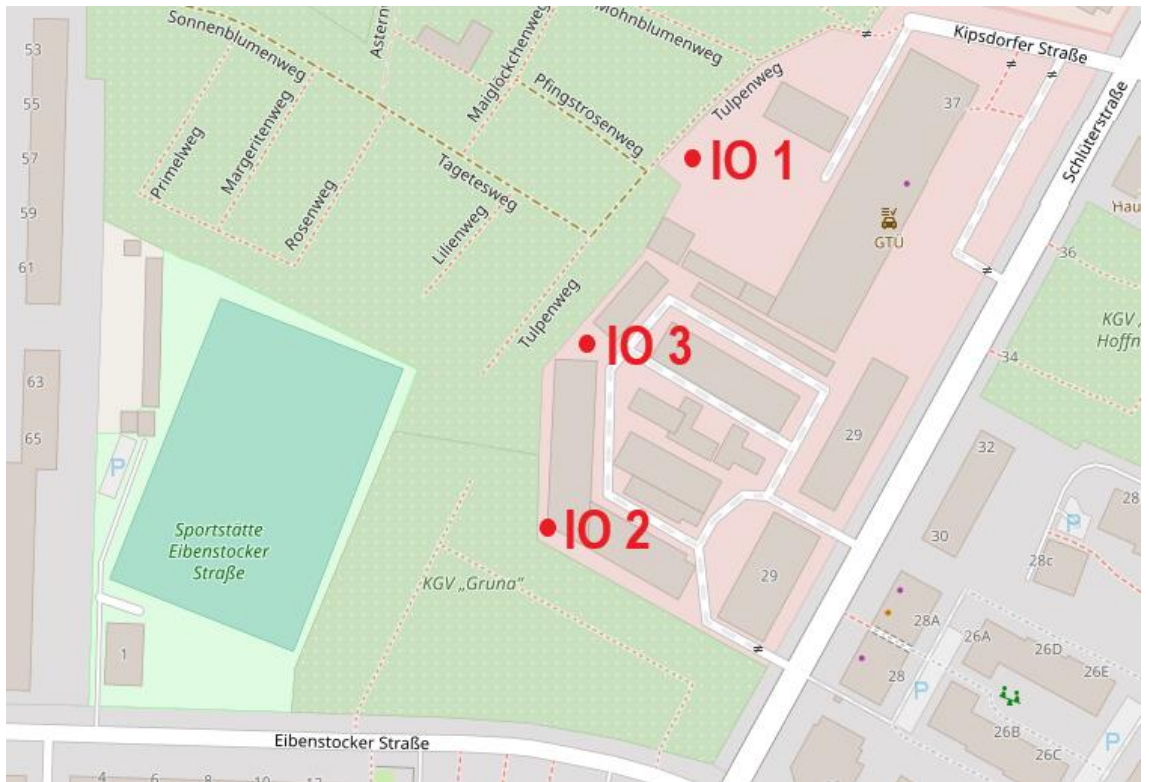 53
55
57
59
61
63
65
Sonnenblumenweg
Astern
Maiglöckchenweg
Mohnblumenweg
Kipsdorfer Straße
Pfingstrosenweg
Tulpenweg
37
Schlüterstraße
Primelweg
Margeritenweg
Rosenweg
Tagetesweg
Lilienweg
IO 1
GTÜ
Hau
36
Tulpenweg
IO 3
KGV „
Hoffn
34
29
32
P
Sportstätte
Eibenstocker
Straße
IO 2
KGV „Gruna“
28
P
30
28c
29
28A
26A
26D
26E
28
P
26B
26C
P
1
Eibenstocker Straße
4
6
8
10
12